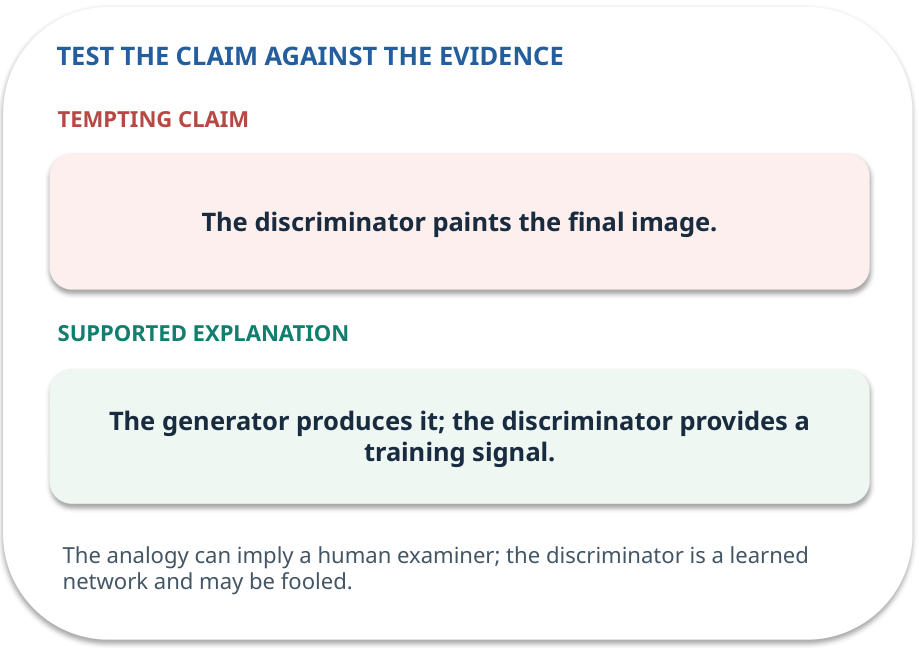 TEST THE CLAIM AGAINST THE EVIDENCE
TEMPTING CLAIM
The discriminator paints the final image.
SUPPORTED EXPLANATION
The generator produces it; the discriminator provides a
training signal.
The analogy can imply a human examiner; the discriminator is a learned
network and may be fooled.